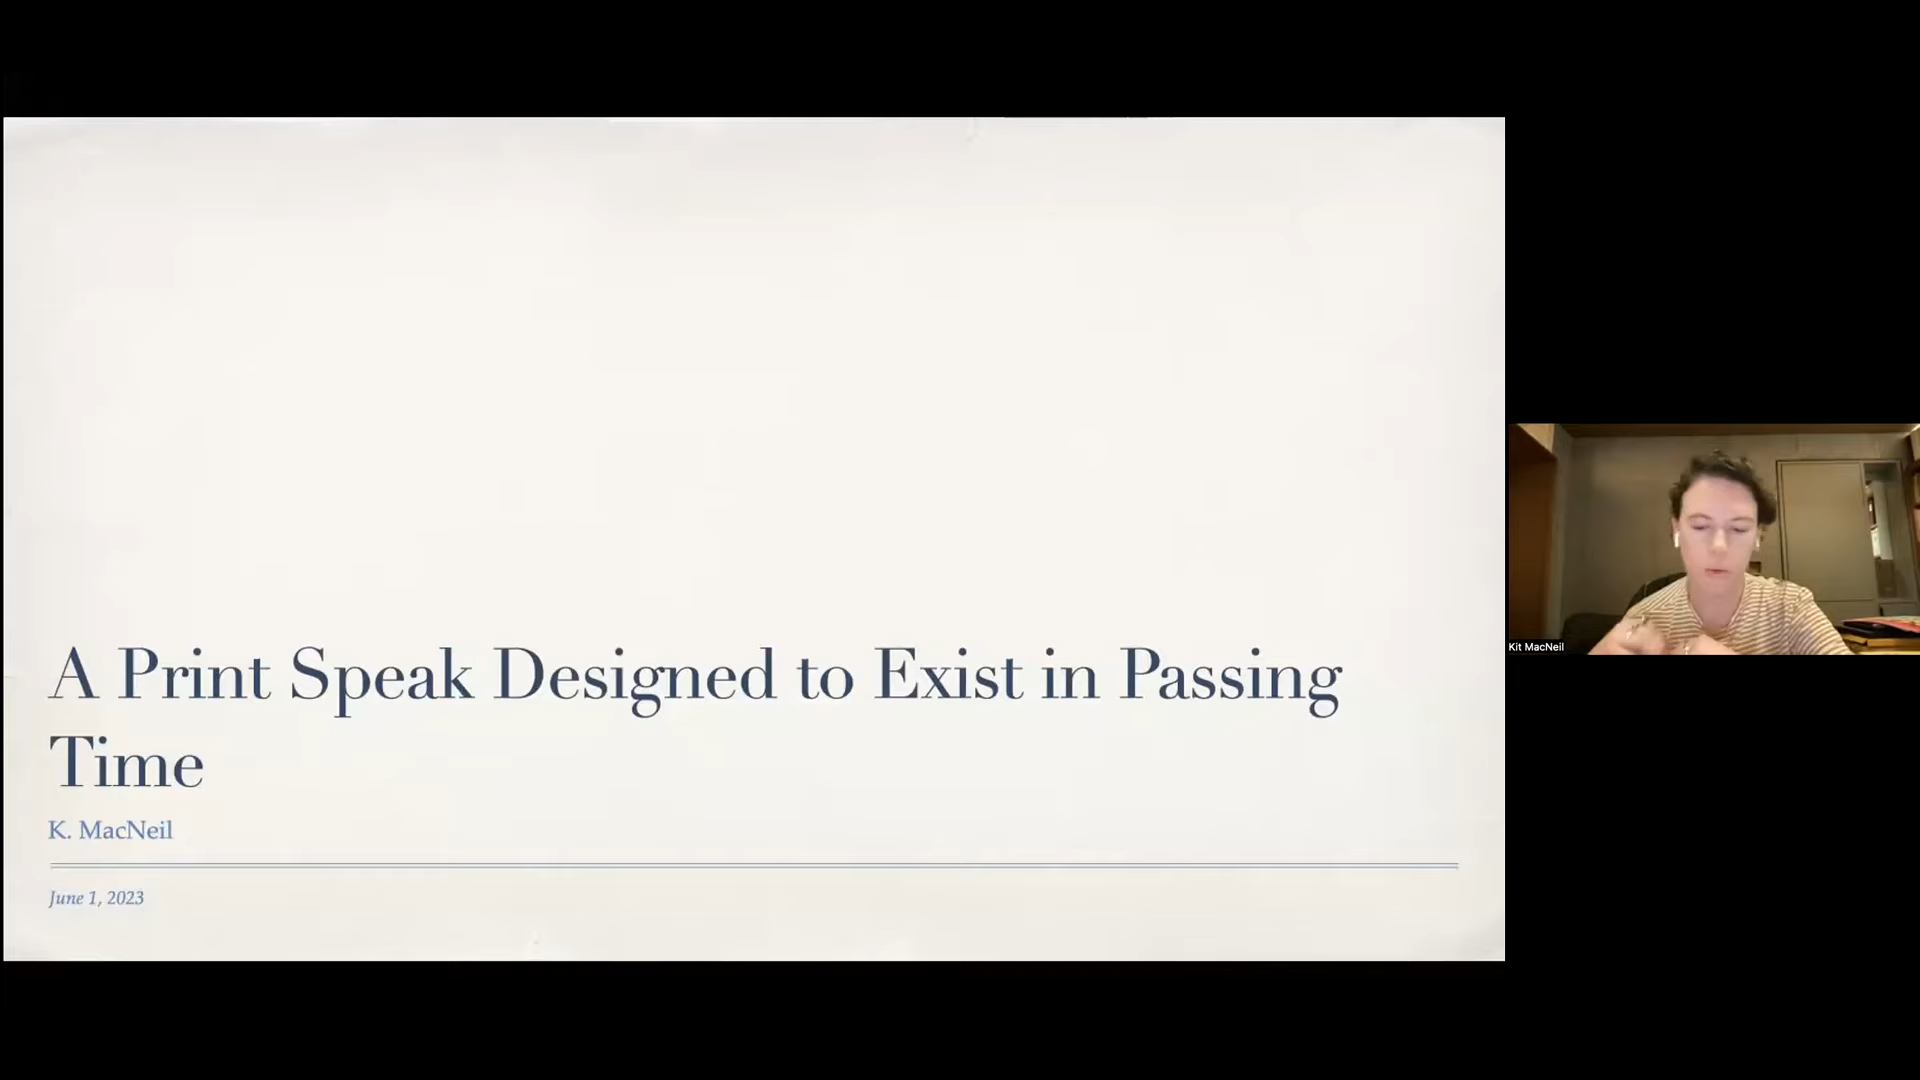 A Print Speak Designed to Exist in Passing
Time
K. MacNeil
June 1, 2023
Kit MacNeil